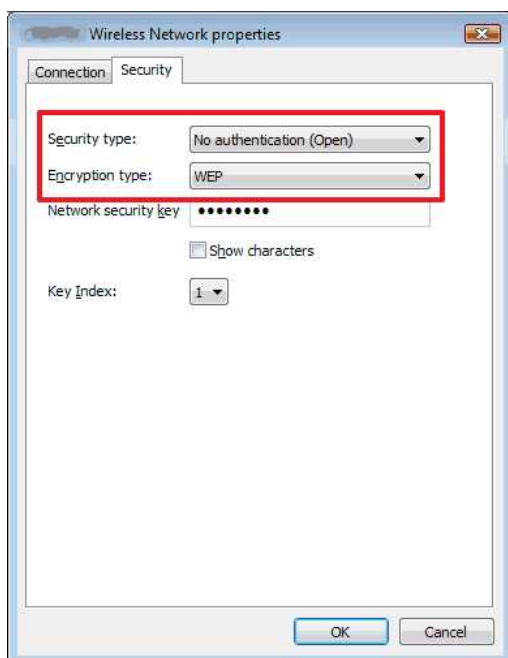 Wireless Network properties
Connection Security
Security type: No authentication (Open)
Encryption type: WEP
Network security key ●●●●●●●●
Show characters
Key Index: 1
OK Cancel